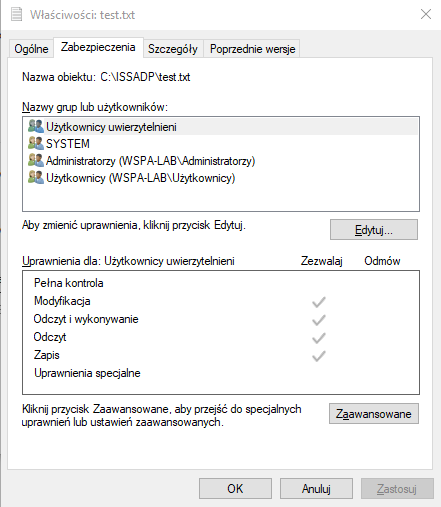 Właściwości: test.txt
Ogólne Zabezpieczenia Szczegóły Poprzednie wersje
Nazwa obiektu: C:\ISSADP\test.txt
Nazwy grup lub użytkowników:
Użytkownicy uwierzytelnieni
SYSTEM
Administratorzy (WSPA-LAB\Administratorzy)
Użytkownicy (WSPA-LAB\Użytkownicy)
Aby zmienić uprawnienia, kliknij przycisk Edytuj.
Edytuj...
Uprawnienia dla: Użytkownicy uwierzytelnieni Zezwalaj Odmów
Pełna kontrola
Modyfikacja
Odczyt i wykonywanie
Odczyt
Zapis
Uprawnienia specjalne
Kliknij przycisk Zaawansowane, aby przejść do specjalnych
uprawnień lub ustawień zaawansowanych.
Zaawansowane
OK Anuluj Zastosuj